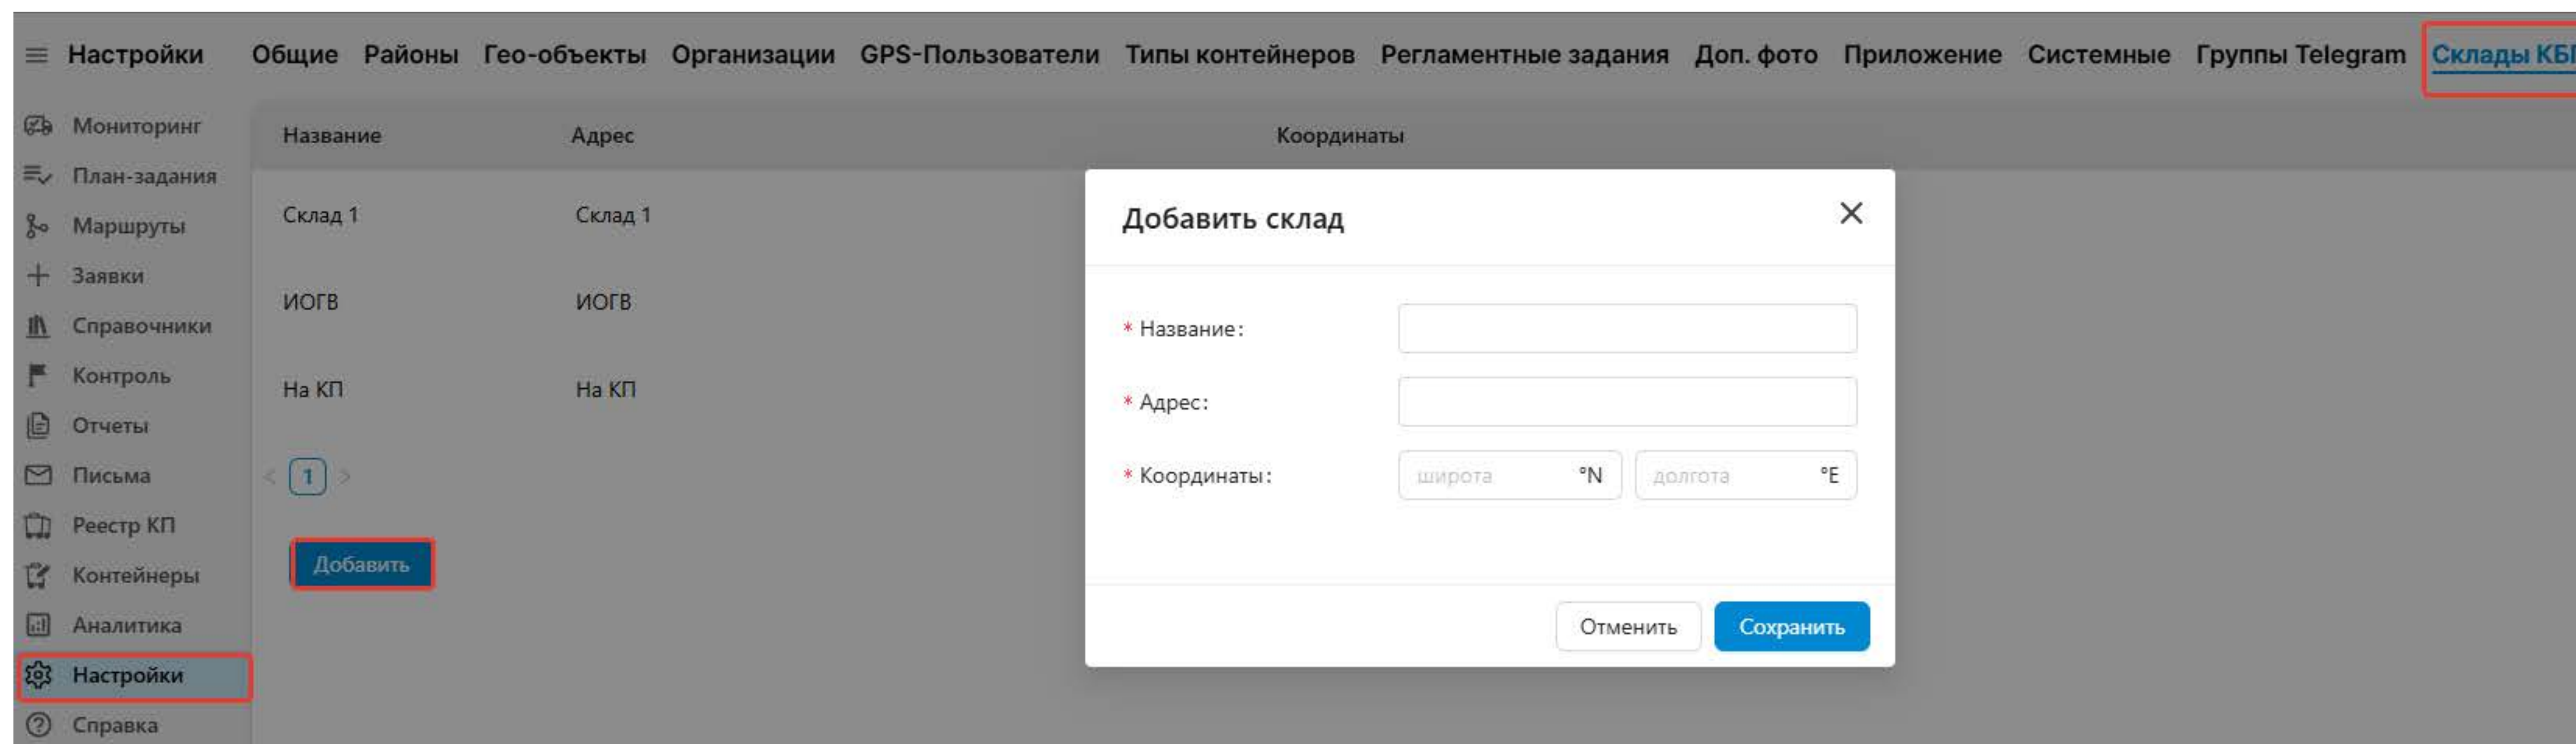 Настройки Общие Районы Гео-объекты Организации GPS-Пользователи Типы контейнеров Регламентные задания Доп. фото Приложение Системные Группы Telegram Склады
Мониторинг
План-задания
Маршруты
Заявки
Справочники
Контроль
Отчеты
Письма
Реестр КП
Контейнеры
Аналитика
Настройки
Справка
Название Адрес Координаты
Склад 1 Склад 1
ИОГВ ИОГВ
На КП На КП
< 1 >
Добавить
Добавить склад
* Название:
* Адрес:
* Координаты: широта °N долгота °E
Отменить Сохранить